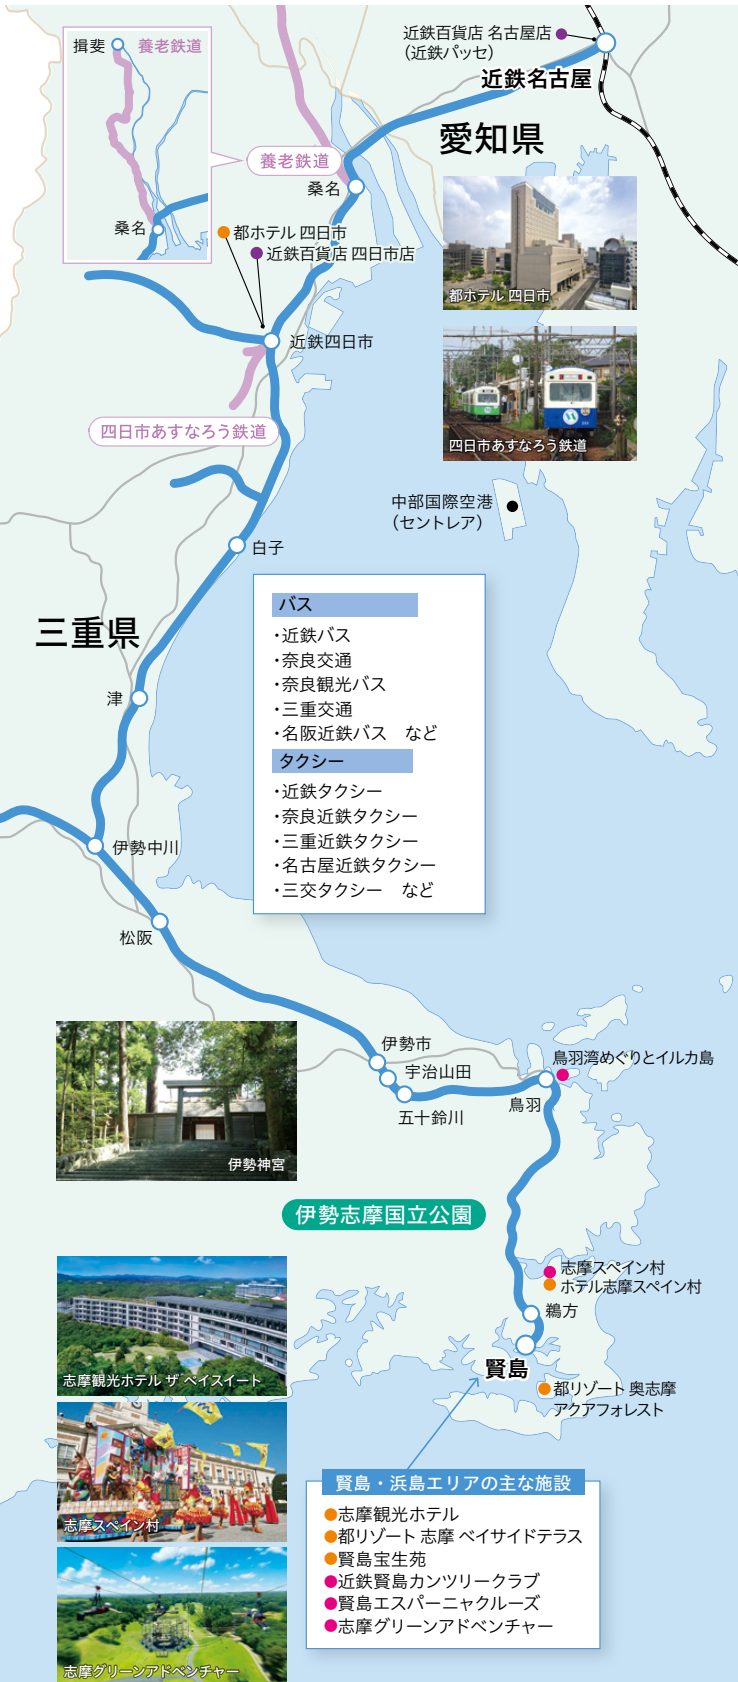 近鉄百貨店 名古屋店
（近鉄パッセ）
近鉄名古屋
愛知県
揖斐
養老鉄道
桑名
養老鉄道
桑名
都ホテル 四日市
近鉄百貨店 四日市店
都ホテル 四日市
近鉄四日市
四日市あすなろう鉄道
四日市あすなろう鉄道
中部国際空港
（セントレア）
白子
三重県
バス
・近鉄バス
・奈良交通
・奈良観光バス
・三重交通
・名阪近鉄バス　など
タクシー
・近鉄タクシー
・奈良近鉄タクシー
・三重近鉄タクシー
・名古屋近鉄タクシー
・三交タクシー　など
津
伊勢中川
松阪
伊勢市
宇治山田
五十鈴川
鳥羽湾めぐりとイルカ島
鳥羽
伊勢神宮
伊勢志摩国立公園
志摩スペイン村
ホテル志摩スペイン村
鵜方
賢島
都リゾート 奥志摩
アクアフォレスト
志摩観光ホテル ザ ベイスイート
志摩スペイン村
志摩グリーンアドベンチャー
賢島・浜島エリアの主な施設
●志摩観光ホテル
●都リゾート 志摩 ベイサイドテラス
●賢島宝生苑
●近鉄賢島カンツリークラブ
●賢島エスパーニャクルーズ
●志摩グリーンアドベンチャー